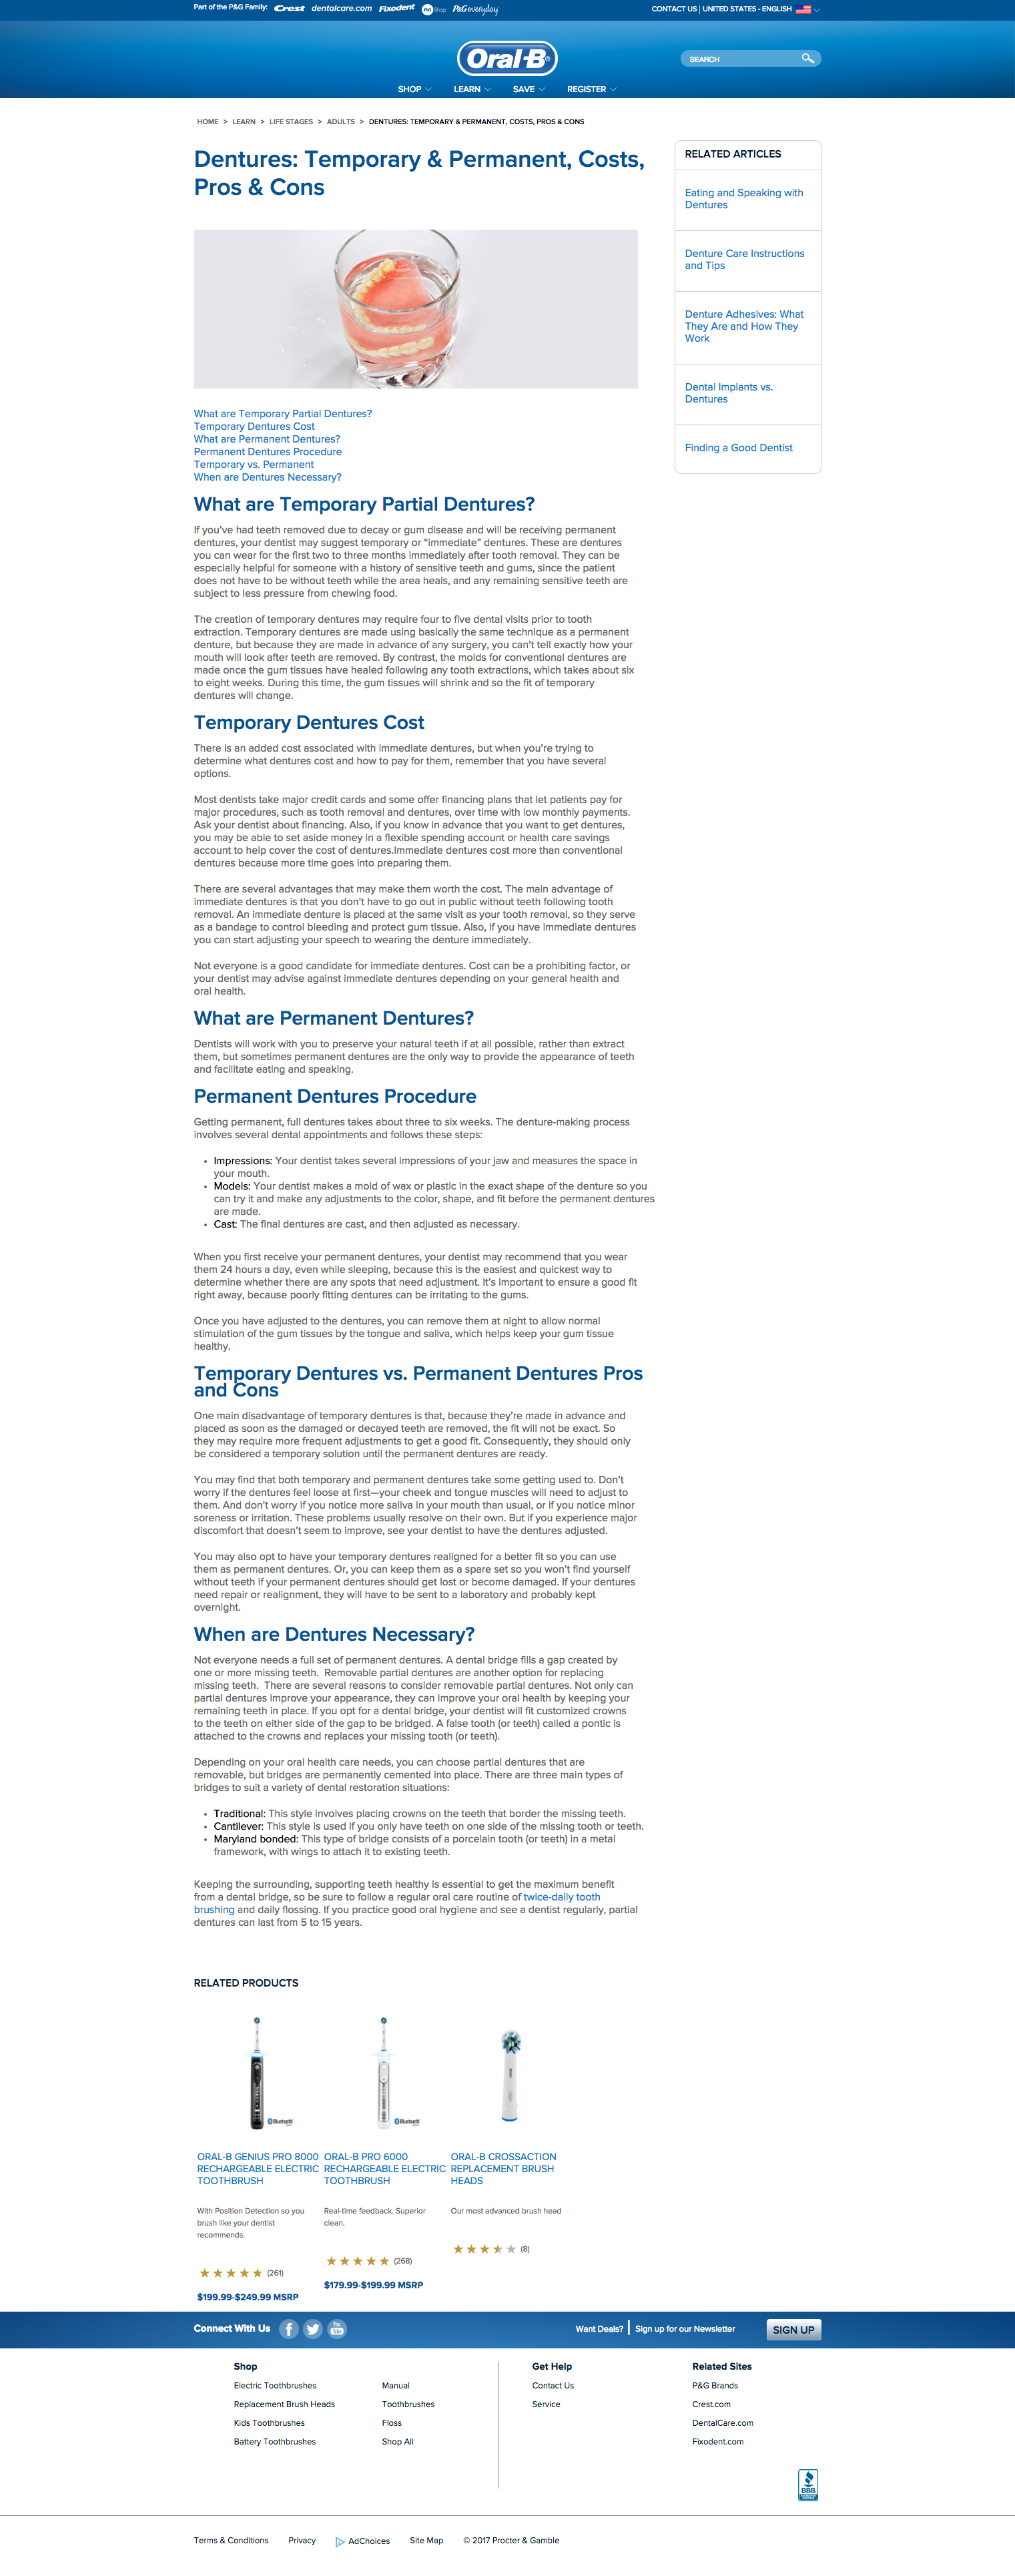 Part of the P&G Family: Crest dentalcare.com Fixodent P&G Shop P&Geveryday
CONTACT US | UNITED STATES - ENGLISH
Oral-B
SEARCH
SHOP LEARN SAVE REGISTER
HOME > LEARN > LIFE STAGES > ADULTS > DENTURES: TEMPORARY & PERMANENT, COSTS, PROS & CONS
Dentures: Temporary & Permanent, Costs,
Pros & Cons
What are Temporary Partial Dentures?
Temporary Dentures Cost
What are Permanent Dentures?
Permanent Dentures Procedure
Temporary vs. Permanent
When are Dentures Necessary?
What are Temporary Partial Dentures?
If you’ve had teeth removed due to decay or gum disease and will be receiving permanent
dentures, your dentist may suggest temporary or “immediate” dentures. These are dentures
you can wear for the first two to three months immediately after tooth removal. They can be
especially helpful for someone with a history of sensitive teeth and gums, since the patient
does not have to be without teeth while the area heals, and any remaining sensitive teeth are
subject to less pressure from chewing food.
The creation of temporary dentures may require four to five dental visits prior to tooth
extraction. Temporary dentures are made using basically the same technique as a permanent
denture, but because they are made in advance of any surgery, you can’t tell exactly how your
mouth will look after teeth are removed. By contrast, the molds for conventional dentures are
made once the gum tissues have healed following any tooth extractions, which takes about six
to eight weeks. During this time, the gum tissues will shrink and so the fit of temporary
dentures will change.
Temporary Dentures Cost
There is an added cost associated with immediate dentures, but when you’re trying to
determine what dentures cost and how to pay for them, remember that you have several
options.
Most dentists take major credit cards and some offer financing plans that let patients pay for
major procedures, such as tooth removal and dentures, over time with low monthly payments.
Ask your dentist about financing. Also, if you know in advance that you want to get dentures,
you may be able to set aside money in a flexible spending account or health care savings
account to help cover the cost of dentures.Immediate dentures cost more than conventional
dentures because more time goes into preparing them.
There are several advantages that may make them worth the cost. The main advantage of
immediate dentures is that you don’t have to go out in public without teeth following tooth
removal. An immediate denture is placed at the same visit as your tooth removal, so they serve
as a bandage to control bleeding and protect gum tissue. Also, if you have immediate dentures
you can start adjusting your speech to wearing the denture immediately.
Not everyone is a good candidate for immediate dentures. Cost can be a prohibiting factor, or
your dentist may advise against immediate dentures depending on your general health and
oral health.
What are Permanent Dentures?
Dentists will work with you to preserve your natural teeth if at all possible, rather than extract
them, but sometimes permanent dentures are the only way to provide the appearance of teeth
and facilitate eating and speaking.
Permanent Dentures Procedure
Getting permanent, full dentures takes about three to six weeks. The denture-making process
involves several dental appointments and follows these steps:
• Impressions: Your dentist takes several impressions of your jaw and measures the space in
your mouth.
• Models: Your dentist makes a mold of wax or plastic in the exact shape of the denture so you
can try it and make any adjustments to the color, shape, and fit before the permanent dentures
are made.
• Cast: The final dentures are cast, and then adjusted as necessary.
When you first receive your permanent dentures, your dentist may recommend that you wear
them 24 hours a day, even while sleeping, because this is the easiest and quickest way to
determine whether there are any spots that need adjustment. It’s important to ensure a good fit
right away, because poorly fitting dentures can be irritating to the gums.
Once you have adjusted to the dentures, you can remove them at night to allow normal
stimulation of the gum tissues by the tongue and saliva, which helps keep your gum tissue
healthy.
Temporary Dentures vs. Permanent Dentures Pros
and Cons
One main disadvantage of temporary dentures is that, because they’re made in advance and
placed as soon as the damaged or decayed teeth are removed, the fit will not be exact. So
they may require more frequent adjustments to get a good fit. Consequently, they should only
be considered a temporary solution until the permanent dentures are ready.
You may find that both temporary and permanent dentures take some getting used to. Don’t
worry if the dentures feel loose at first—your cheek and tongue muscles will need to adjust to
them. And don’t worry if you notice more saliva in your mouth than usual, or if you notice minor
soreness or irritation. These problems usually resolve on their own. But if you experience major
discomfort that doesn’t seem to improve, see your dentist to have the dentures adjusted.
You may also opt to have your temporary dentures realigned for a better fit so you can use
them as permanent dentures. Or, you can keep them as a spare set so you won’t find yourself
without teeth if your permanent dentures should get lost or become damaged. If your dentures
need repair or realignment, they will have to be sent to a laboratory and probably kept
overnight.
When are Dentures Necessary?
Not everyone needs a full set of permanent dentures. A dental bridge fills a gap created by
one or more missing teeth. Removable partial dentures are another option for replacing
missing teeth. There are several reasons to consider removable partial dentures. Not only can
partial dentures improve your appearance, they can improve your oral health by keeping your
remaining teeth in place. If you opt for a dental bridge, your dentist will fit customized crowns
to the teeth on either side of the gap to be bridged. A false tooth (or teeth) called a pontic is
attached to the crowns and replaces your missing tooth (or teeth).
Depending on your oral health care needs, you can choose partial dentures that are
removable, but bridges are permanently cemented into place. There are three main types of
bridges to suit a variety of dental restoration situations:
• Traditional: This style involves placing crowns on the teeth that border the missing teeth.
• Cantilever: This style is used if you only have teeth on one side of the missing tooth or teeth.
• Maryland bonded: This type of bridge consists of a porcelain tooth (or teeth) in a metal
framework, with wings to attach it to existing teeth.
Keeping the surrounding, supporting teeth healthy is essential to get the maximum benefit
from a dental bridge, so be sure to follow a regular oral care routine of twice-daily tooth
brushing and daily flossing. If you practice good oral hygiene and see a dentist regularly, partial
dentures can last from 5 to 15 years.
RELATED ARTICLES
Eating and Speaking with
Dentures
Denture Care Instructions
and Tips
Denture Adhesives: What
They Are and How They
Work
Dental Implants vs.
Dentures
Finding a Good Dentist
RELATED PRODUCTS
Bluetooth
Bluetooth
ORAL-B GENIUS PRO 8000
RECHARGEABLE ELECTRIC
TOOTHBRUSH
With Position Detection so you
brush like your dentist
recommends.
(261)
$199.99-$249.99 MSRP
ORAL-B PRO 6000
RECHARGEABLE ELECTRIC
TOOTHBRUSH
Real-time feedback. Superior
clean.
(268)
$179.99-$199.99 MSRP
ORAL-B CROSSACTION
REPLACEMENT BRUSH
HEADS
Our most advanced brush head
(8)
Connect With Us
You Tube
Want Deals? | Sign up for our Newsletter
SIGN UP
Shop
Electric Toothbrushes
Replacement Brush Heads
Kids Toothbrushes
Battery Toothbrushes
Manual
Toothbrushes
Floss
Shop All
Get Help
Contact Us
Service
Related Sites
P&G Brands
Crest.com
DentalCare.com
Fixodent.com
BBB
Terms & Conditions Privacy AdChoices Site Map © 2017 Procter & Gamble